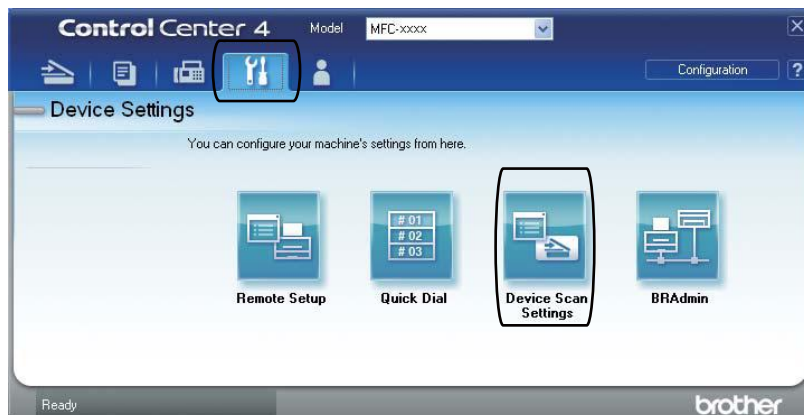 Control Center 4 Model MFC-xxxx X
Configuration ?
Device Settings
You can configure your machine's settings from here.
# 01
# 02
# 03
Remote Setup Quick Dial Device Scan Settings BRAdmin
Ready brother